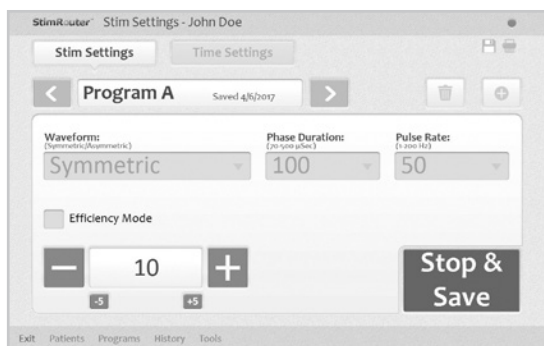 StimRouter™ Stim Settings - John Doe
Stim Settings Time Settings
< Program A Saved 4/6/2017 >
Waveform: Phase Duration: Pulse Rate:
(Symmetric/Asymmetric) (70-500 µSec) (1-200 Hz)
Symmetric 100 50
Efficiency Mode
− 10 +
-5 +5
Stop &
Save
Exit Patients Programs History Tools